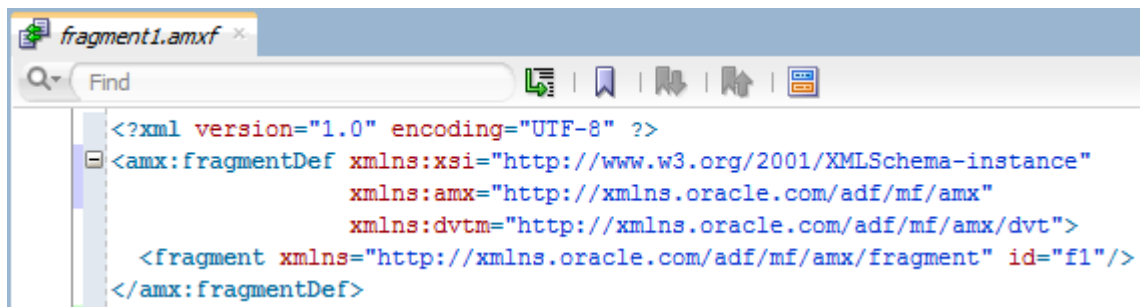 fragment1.amxf
Find
<?xml version="1.0" encoding="UTF-8" ?>
<amx:fragmentDef xmlns:xsi="http://www.w3.org/2001/XMLSchema-instance"
xmlns:amx="http://xmlns.oracle.com/adf/mf/amx"
xmlns:dvtm="http://xmlns.oracle.com/adf/mf/amx/dvt">
<fragment xmlns="http://xmlns.oracle.com/adf/mf/amx/fragment" id="f1"/>
</amx:fragmentDef>